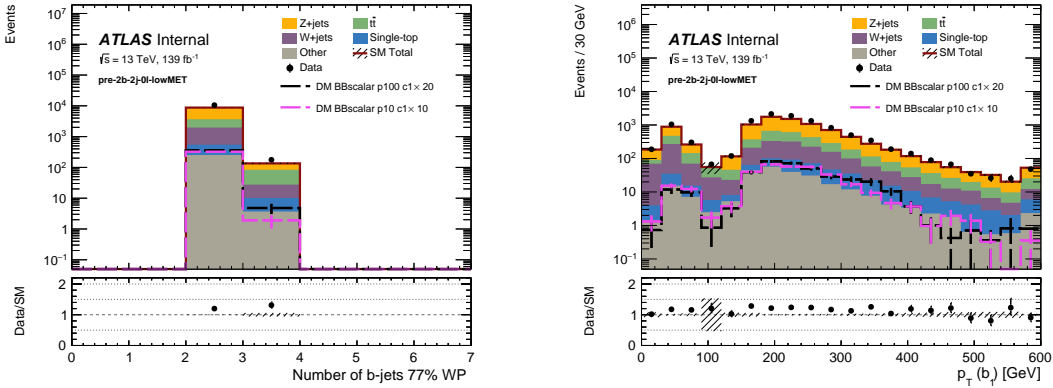 Events
10⁷
10⁶
10⁵
10⁴
10³
10²
10
1
10⁻¹
ATLAS Internal
√s = 13 TeV, 139 fb⁻¹
pre-2b-2j-0l-lowMET
Z+jets
tt̄
W+jets
Single-top
Other
SM Total
Data
DM BBscalar p100 c1× 20
DM BBscalar p10 c1× 10
Data/SM
2
1
0
0 1 2 3 4 5 6 7
Number of b-jets 77% WP
Events / 30 GeV
10⁶
10⁵
10⁴
10³
10²
10
1
10⁻¹
ATLAS Internal
√s = 13 TeV, 139 fb⁻¹
pre-2b-2j-0l-lowMET
Z+jets
tt̄
W+jets
Single-top
Other
SM Total
Data
DM BBscalar p100 c1× 20
DM BBscalar p10 c1× 10
Data/SM
2
1
0
0 100 200 300 400 500 600
p_T (b_1) [GeV]